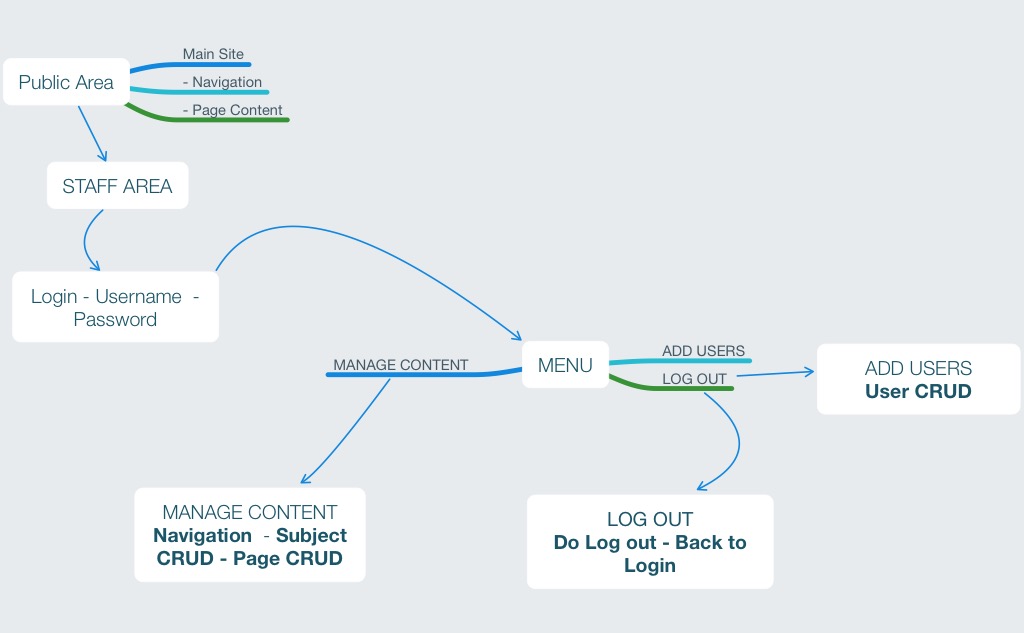 Main Site
Public Area
- Navigation
- Page Content
STAFF AREA
Login - Username  -
Password
MENU
MANAGE CONTENT
ADD USERS
LOG OUT
ADD USERS
User CRUD
MANAGE CONTENT
Navigation  - Subject
CRUD - Page CRUD
LOG OUT
Do Log out - Back to
Login